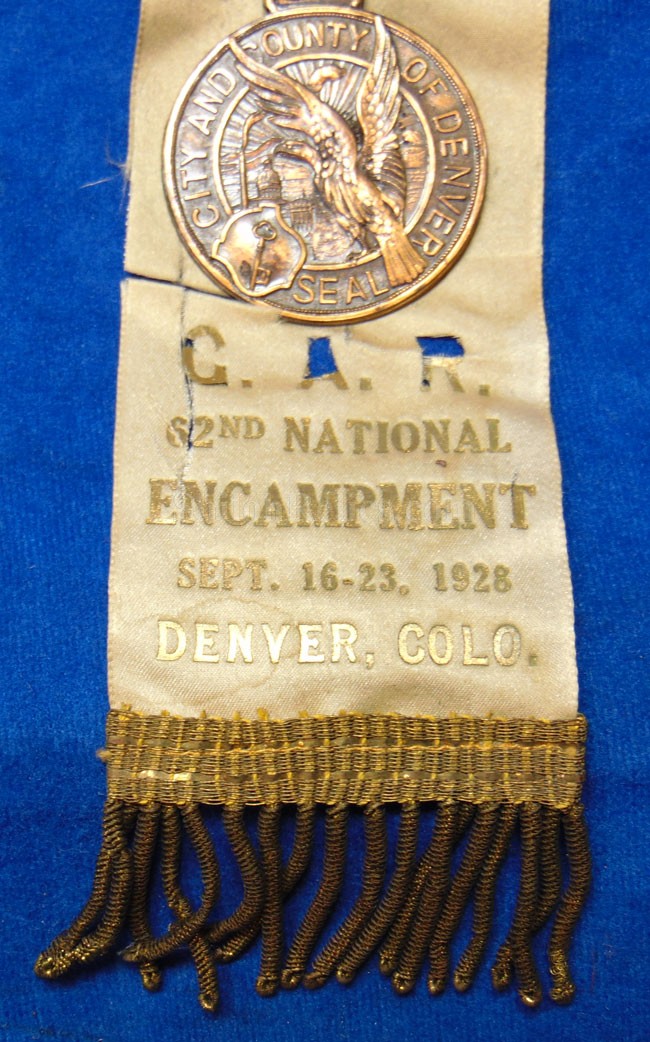 CITY AND COUNTY OF DENVER
SEAL
G. A. R.
62ND NATIONAL
ENCAMPMENT
SEPT. 16-23, 1928
DENVER, COLO.